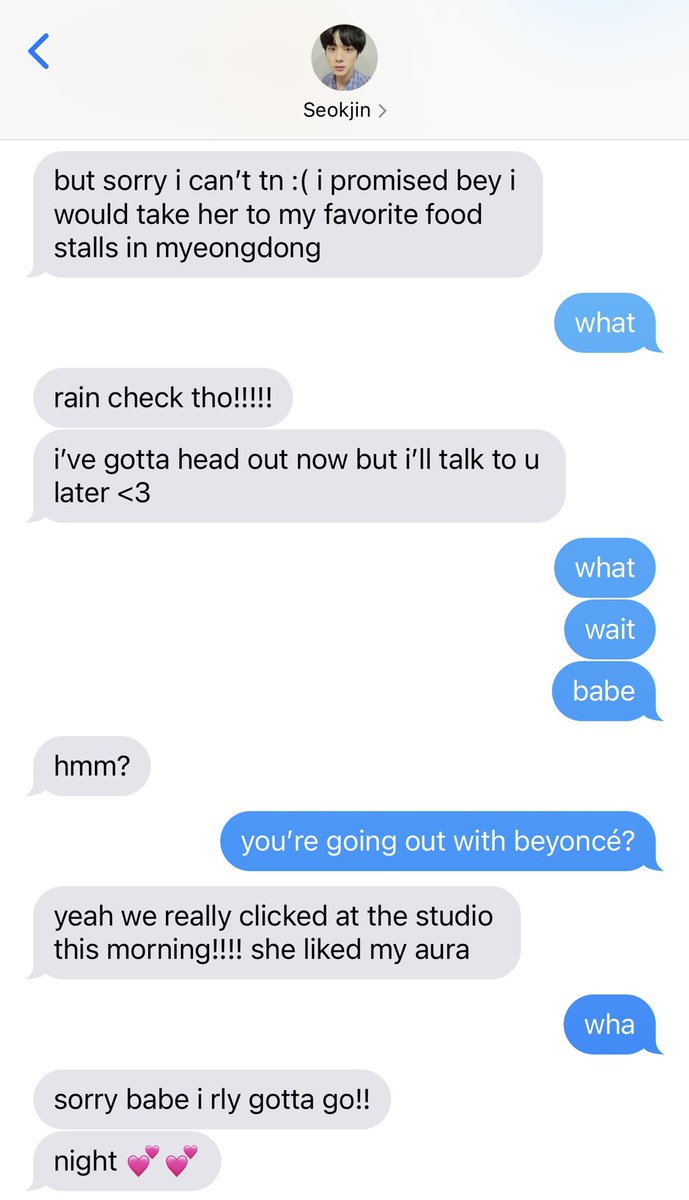 Seokjin
but sorry i can’t tn :( i promised bey i
would take her to my favorite food
stalls in myeongdong
what
rain check tho!!!!!
i’ve gotta head out now but i’ll talk to u
later <3
what
wait
babe
hmm?
you’re going out with beyoncé?
yeah we really clicked at the studio
this morning!!!! she liked my aura
wha
sorry babe i rly gotta go!!
night 💕 💕